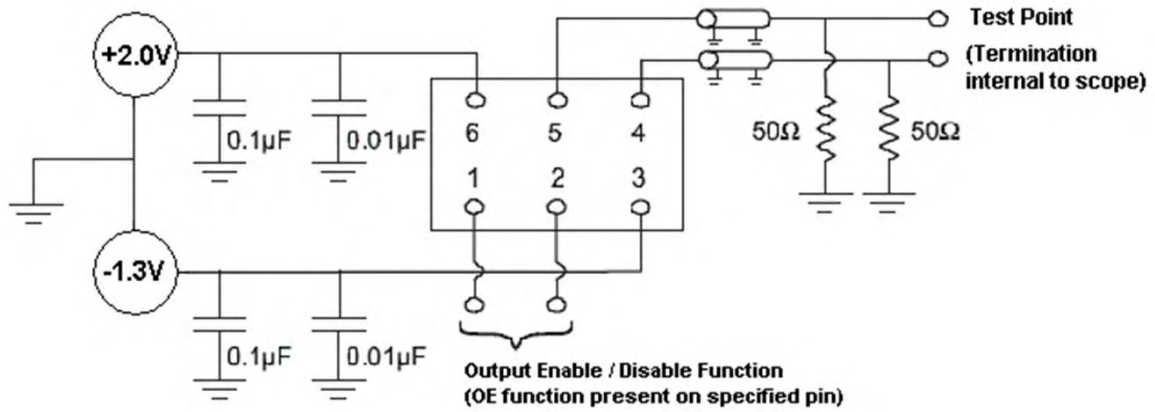 +2.0V
0.1µF
0.01µF
6
5
4
1
2
3
Test Point
(Termination
internal to scope)
50Ω
50Ω
-1.3V
0.1µF
0.01µF
Output Enable / Disable Function
(OE function present on specified pin)